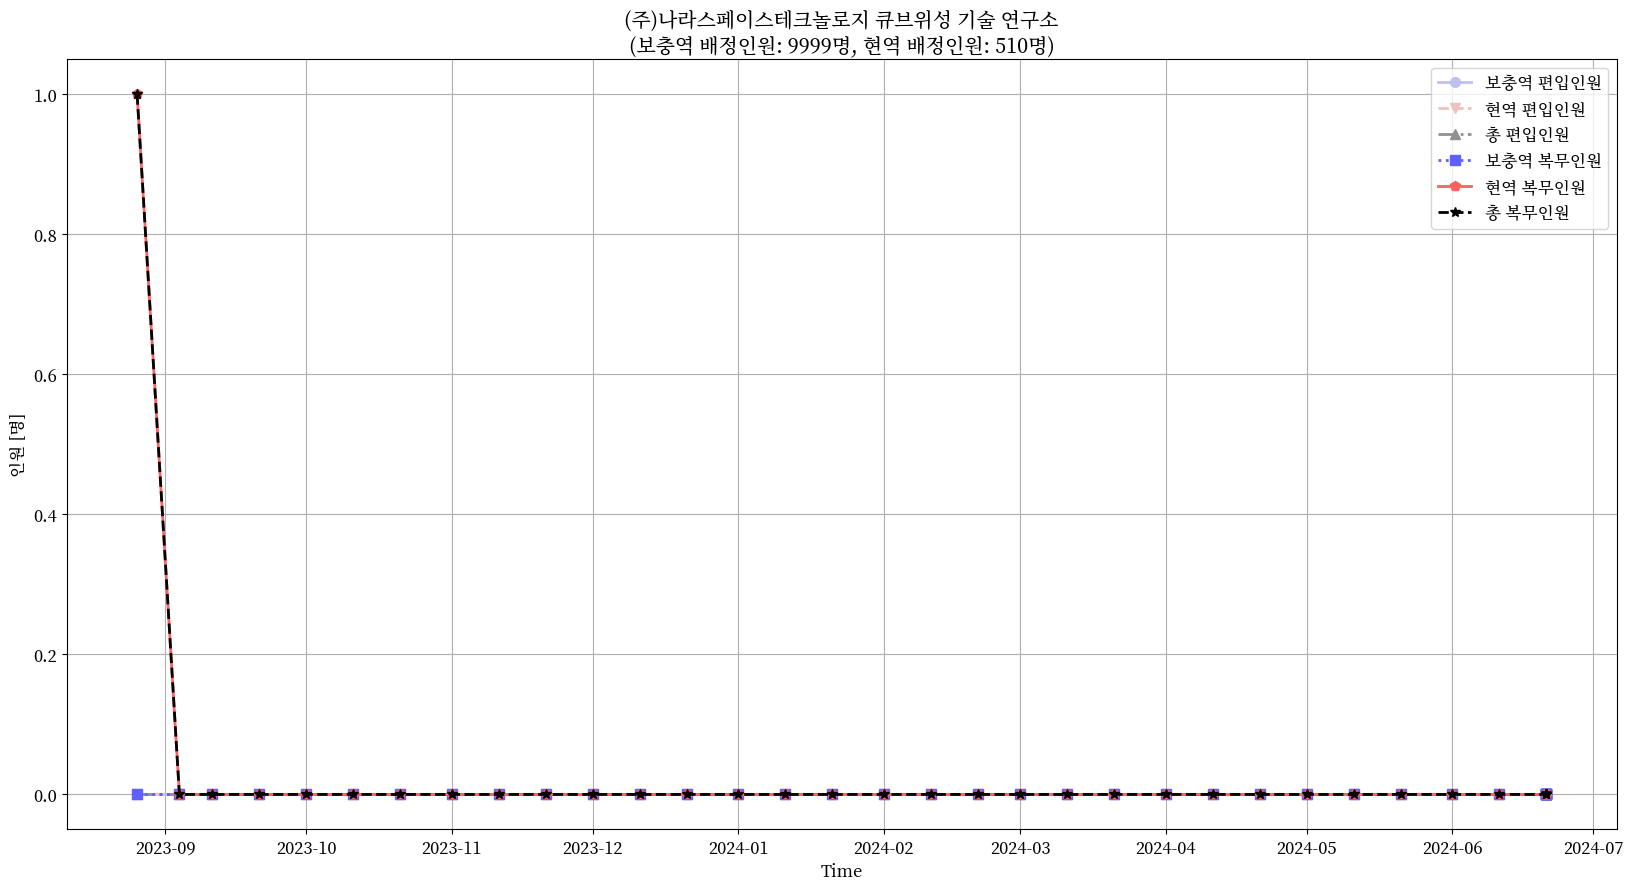 (주)나라스페이스테크놀로지 큐브위성 기술 연구소
(보충역 배정인원: 9999명, 현역 배정인원: 510명)
보충역 편입인원
현역 편입인원
총 편입인원
보충역 복무인원
현역 복무인원
총 복무인원
인원 [명]
1.0
0.8
0.6
0.4
0.2
0.0
2023-09 2023-10 2023-11 2023-12 2024-01 2024-02 2024-03 2024-04 2024-05 2024-06 2024-07
Time